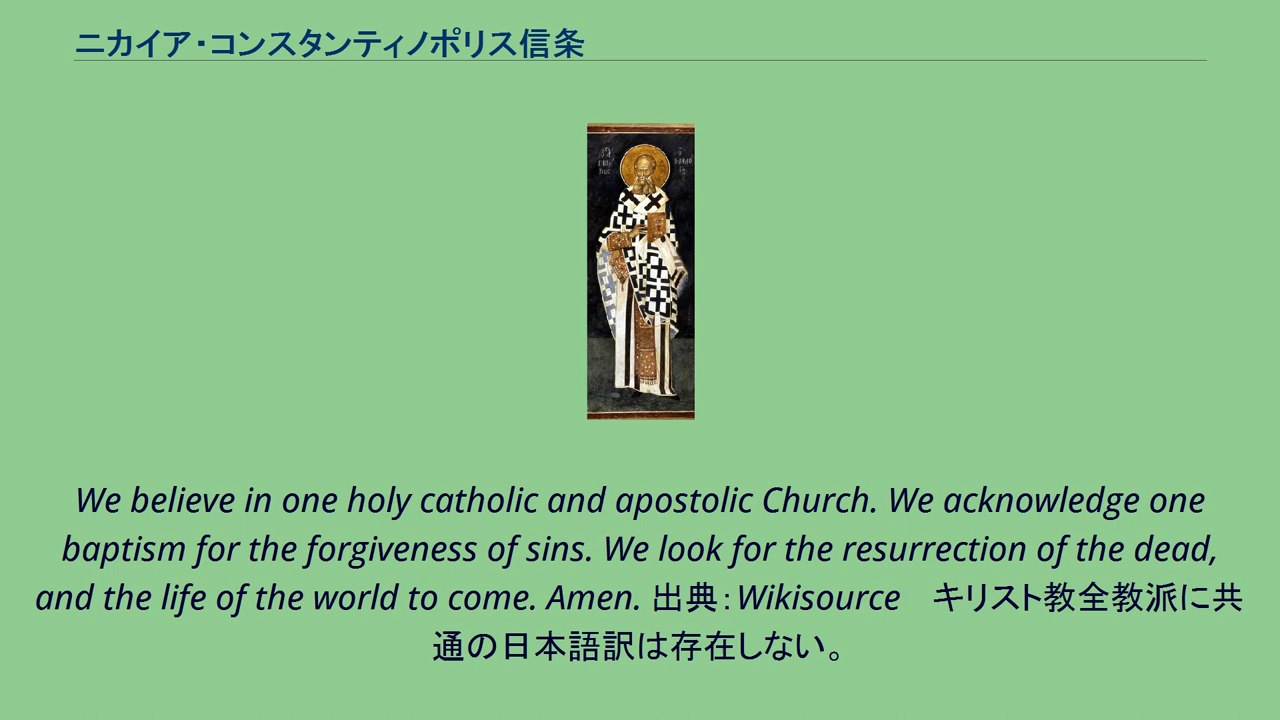 ニカイア・コンスタンティノポリス信条
We believe in one holy catholic and apostolic Church. We acknowledge one
baptism for the forgiveness of sins. We look for the resurrection of the dead,
and the life of the world to come. Amen. 出典：Wikisource　キリスト教全教派に共
通の日本語訳は存在しない。